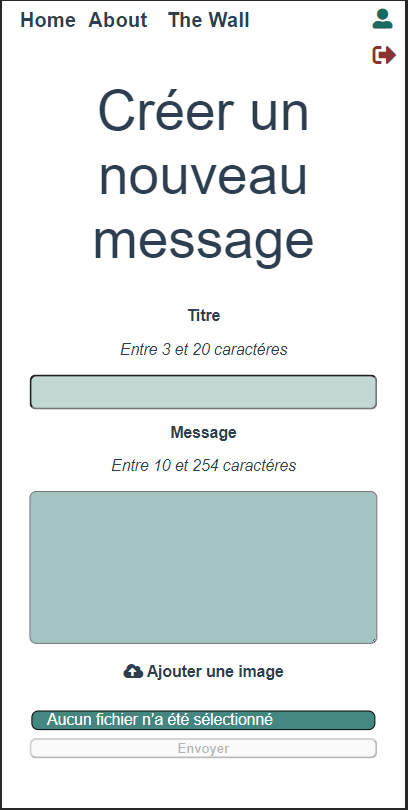 Home About The Wall
Créer un
nouveau
message
Titre
Entre 3 et 20 caractéres
Message
Entre 10 et 254 caractéres
Ajouter une image
Aucun fichier n'a été sélectionné
Envoyer